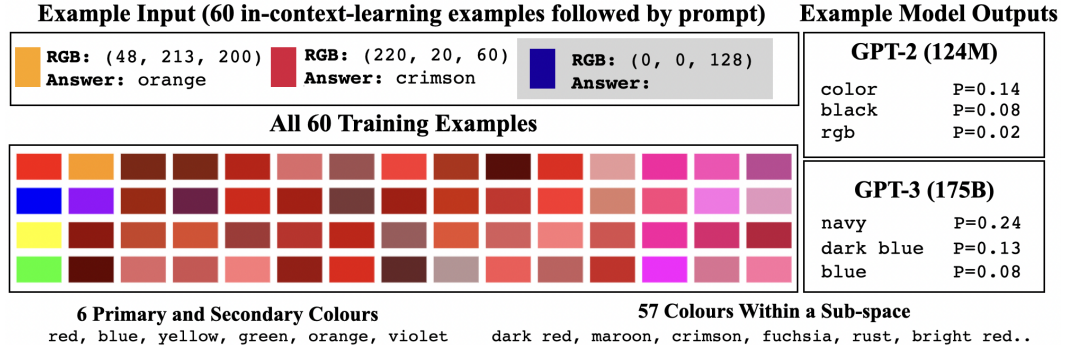 Example Input (60 in-context-learning examples followed by prompt)
RGB: (48, 213, 200)
Answer: orange
RGB: (220, 20, 60)
Answer: crimson
RGB: (0, 0, 128)
Answer:
All 60 Training Examples
6 Primary and Secondary Colours
red, blue, yellow, green, orange, violet
57 Colours Within a Sub-space
dark red, maroon, crimson, fuchsia, rust, bright red..
Example Model Outputs
GPT-2 (124M)
color P=0.14
black P=0.08
rgb P=0.02
GPT-3 (175B)
navy P=0.24
dark blue P=0.13
blue P=0.08